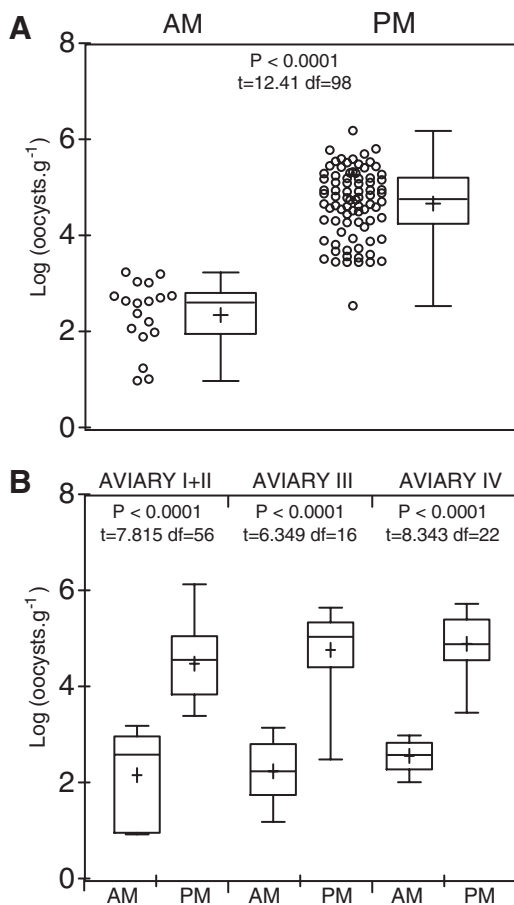 A
AM PM
P < 0.0001
t=12.41 df=98
8
6
4
2
0
Log (oocysts.g-1)
B
AVIARY I+II AVIARY III AVIARY IV
P < 0.0001 P < 0.0001 P < 0.0001
t=7.815 df=56 t=6.349 df=16 t=8.343 df=22
8
6
4
2
0
Log (oocysts.g-1)
AM PM AM PM AM PM